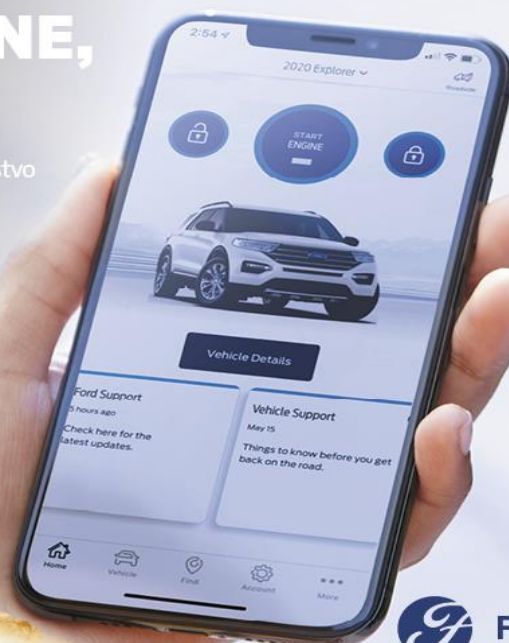 NE,
tvo
2:54
2020 Explorer
Roadside
START
ENGINE
Vehicle Details
Ford Support
5 hours ago
Check here for the
latest updates.
Vehicle Support
May 15
Things to know before you get
back on the road.
Home
Vehicle
Find
Account
More
F